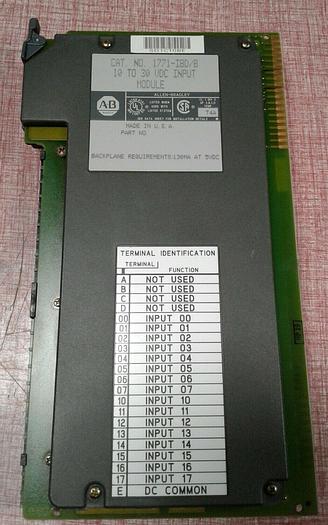 CAT. NO. 1771-IBD/B
10 TO 30 VDC INPUT
MODULE
ALLEN-BRADLEY
AB
MADE IN U.S.A.
PART NO.
BACKPLANE REQUIREMENTS:130MA AT 5VDC
TERMINAL IDENTIFICATION
TERMINAL
FUNCTION
A NOT USED
B NOT USED
C NOT USED
D NOT USED
00 INPUT 00
01 INPUT 01
02 INPUT 02
03 INPUT 03
04 INPUT 04
05 INPUT 05
06 INPUT 06
07 INPUT 07
10 INPUT 10
11 INPUT 11
12 INPUT 12
13 INPUT 13
14 INPUT 14
15 INPUT 15
16 INPUT 16
17 INPUT 17
E DC COMMON